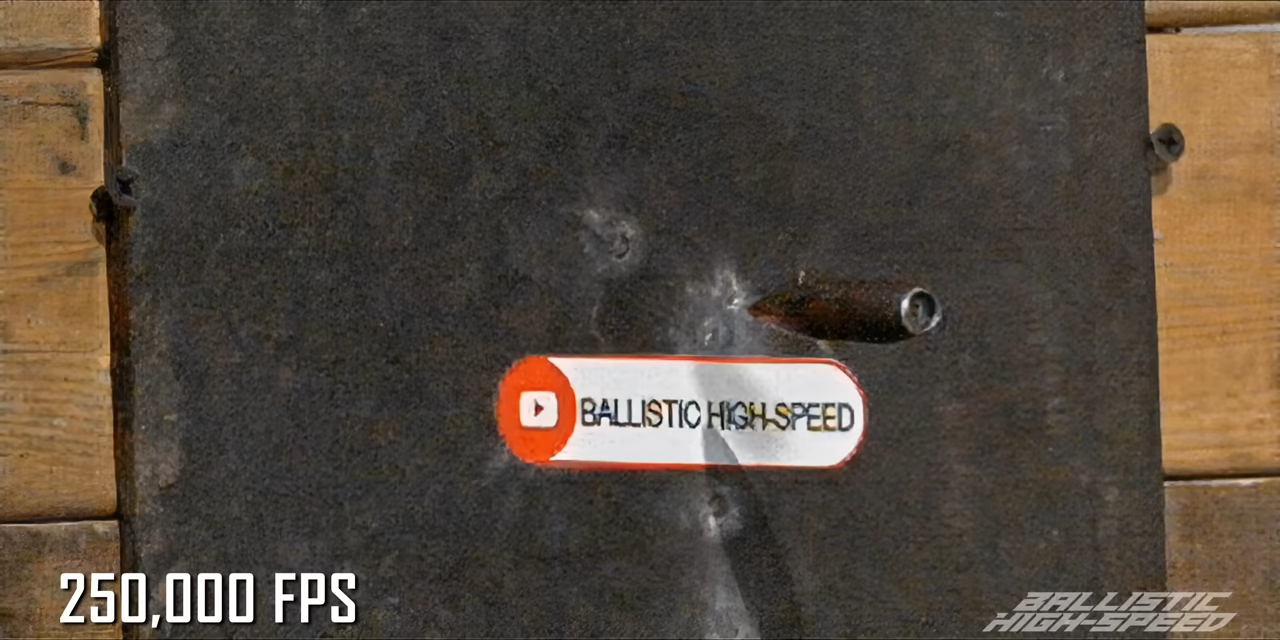 BALLISTIC HIGH-SPEED
250,000 FPS
BALLISTIC
HIGH-SPEED